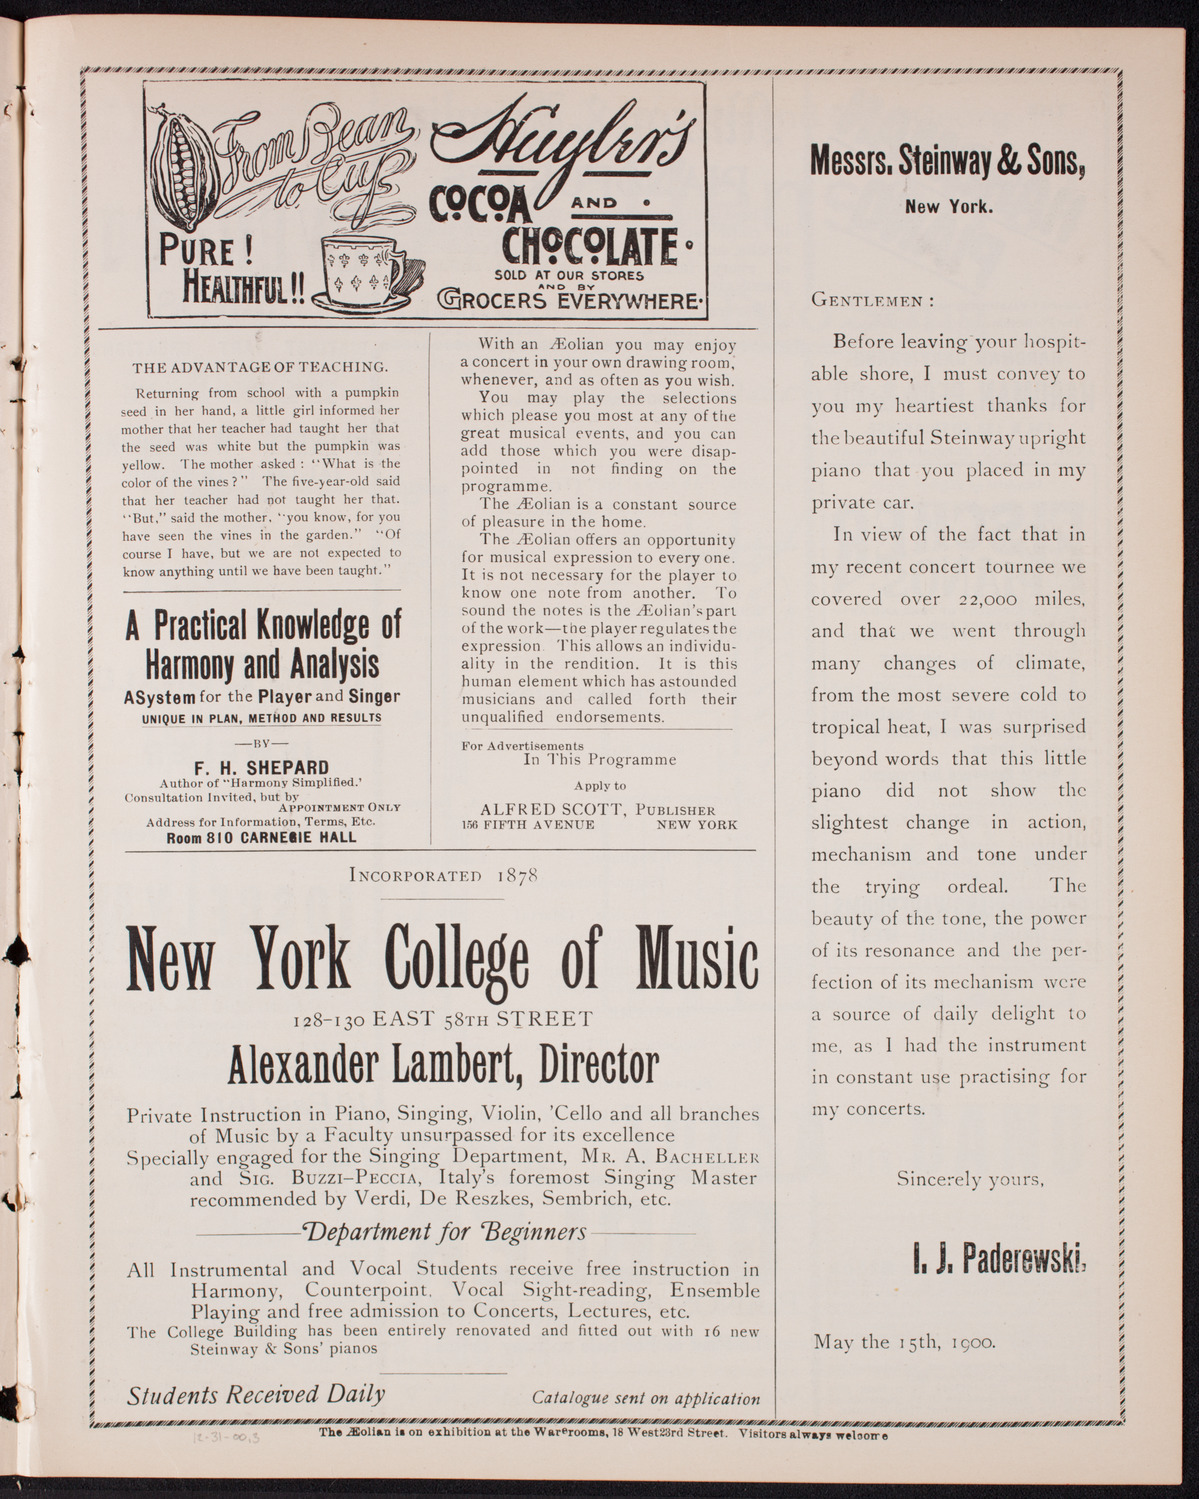 From Bean
to Cup
PURE!
HEALTHFUL!!
Huyler's
COCOA AND
CHOCOLATE
SOLD AT OUR STORES
AND BY
GROCERS EVERYWHERE.
THE ADVANTAGE OF TEACHING.
Returning from school with a pumpkin
seed in her hand, a little girl informed her
mother that her teacher had taught her that
the seed was white but the pumpkin was
yellow. The mother asked: "What is the
color of the vines?" The five-year-old said
that her teacher had not taught her that.
"But," said the mother, "you know, for you
have seen the vines in the garden." "Of
course I have, but we are not expected to
know anything until we have been taught."
A Practical Knowledge of
Harmony and Analysis
A System for the Player and Singer
UNIQUE IN PLAN, METHOD AND RESULTS
—BY—
F. H. SHEPARD
Author of "Harmony Simplified.'
Consultation Invited, but by
APPOINTMENT ONLY
Address for Information, Terms, Etc.
Room 810 CARNEGIE HALL
With an Æolian you may enjoy
a concert in your own drawing room,
whenever, and as often as you wish.
You may play the selections
which please you most at any of the
great musical events, and you can
add those which you were disap-
pointed in not finding on the
programme.
The Æolian is a constant source
of pleasure in the home.
The Æolian offers an opportunity
for musical expression to every one.
It is not necessary for the player to
know one note from another. To
sound the notes is the Æolian's part
of the work—the player regulates the
expression. This allows an individu-
ality in the rendition. It is this
human element which has astounded
musicians and called forth their
unqualified endorsements.
For Advertisements
In This Programme
Apply to
ALFRED SCOTT, PUBLISHER
156 FIFTH AVENUE NEW YORK
INCORPORATED 1878
New York College of Music
128-130 EAST 58TH STREET
Alexander Lambert, Director
Private Instruction in Piano, Singing, Violin, 'Cello and all branches
of Music by a Faculty unsurpassed for its excellence
Specially engaged for the Singing Department, MR. A. BACHELLER
and SIG. BUZZI-PECCIA, Italy's foremost Singing Master
recommended by Verdi, De Reszkes, Sembrich, etc.
Department for Beginners
All Instrumental and Vocal Students receive free instruction in
Harmony, Counterpoint, Vocal Sight-reading, Ensemble
Playing and free admission to Concerts, Lectures, etc.
The College Building has been entirely renovated and fitted out with 16 new
Steinway & Sons' pianos
Students Received Daily Catalogue sent on application
Messrs. Steinway & Sons,
New York.
GENTLEMEN:
Before leaving your hospit-
able shore, I must convey to
you my heartiest thanks for
the beautiful Steinway upright
piano that you placed in my
private car.
In view of the fact that in
my recent concert tournee we
covered over 22,000 miles,
and that we went through
many changes of climate,
from the most severe cold to
tropical heat, I was surprised
beyond words that this little
piano did not show the
slightest change in action,
mechanism and tone under
the trying ordeal. The
beauty of the tone, the power
of its resonance and the per-
fection of its mechanism were
a source of daily delight to
me, as I had the instrument
in constant use practising for
my concerts.
Sincerely yours,
I. J. Paderewski,
May the 15th, 1900.
The Æolian is on exhibition at the Warerooms, 18 West 23rd Street. Visitors always welcome
12-31-00.3